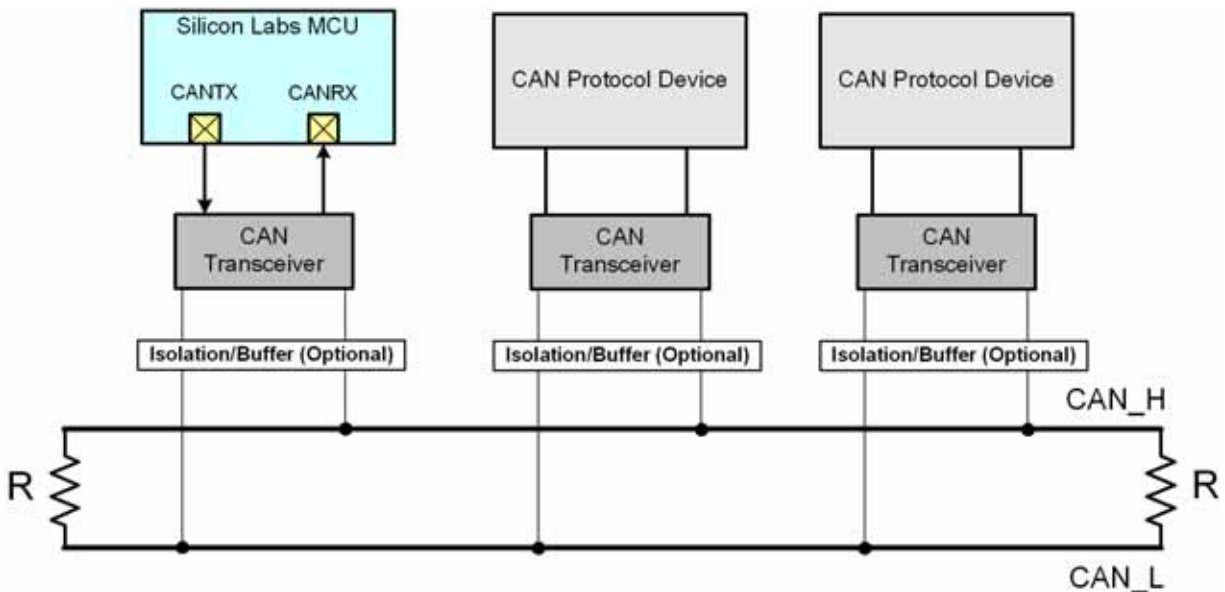 Silicon Labs MCU
CANTX
CANRX
CAN Protocol Device
CAN Protocol Device
CAN
Transceiver
CAN
Transceiver
CAN
Transceiver
Isolation/Buffer (Optional)
Isolation/Buffer (Optional)
Isolation/Buffer (Optional)
CAN_H
R
R
CAN_L